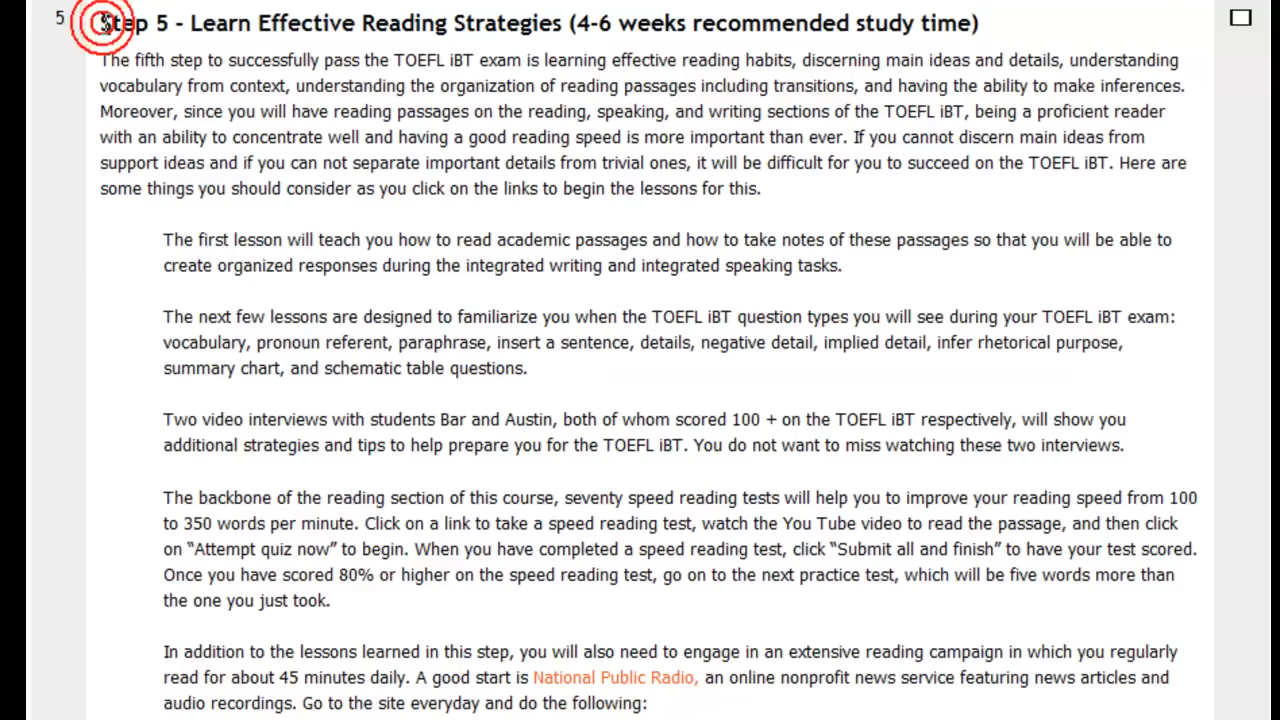 5
Step 5 - Learn Effective Reading Strategies (4-6 weeks recommended study time)
The fifth step to successfully pass the TOEFL iBT exam is learning effective reading habits, discerning main ideas and details, understanding
vocabulary from context, understanding the organization of reading passages including transitions, and having the ability to make inferences.
Moreover, since you will have reading passages on the reading, speaking, and writing sections of the TOEFL iBT, being a proficient reader
with an ability to concentrate well and having a good reading speed is more important than ever. If you cannot discern main ideas from
support ideas and if you can not separate important details from trivial ones, it will be difficult for you to succeed on the TOEFL iBT. Here are
some things you should consider as you click on the links to begin the lessons for this.
The first lesson will teach you how to read academic passages and how to take notes of these passages so that you will be able to
create organized responses during the integrated writing and integrated speaking tasks.
The next few lessons are designed to familiarize you when the TOEFL iBT question types you will see during your TOEFL iBT exam:
vocabulary, pronoun referent, paraphrase, insert a sentence, details, negative detail, implied detail, infer rhetorical purpose,
summary chart, and schematic table questions.
Two video interviews with students Bar and Austin, both of whom scored 100 + on the TOEFL iBT respectively, will show you
additional strategies and tips to help prepare you for the TOEFL iBT. You do not want to miss watching these two interviews.
The backbone of the reading section of this course, seventy speed reading tests will help you to improve your reading speed from 100
to 350 words per minute. Click on a link to take a speed reading test, watch the You Tube video to read the passage, and then click
on “Attempt quiz now” to begin. When you have completed a speed reading test, click “Submit all and finish” to have your test scored.
Once you have scored 80% or higher on the speed reading test, go on to the next practice test, which will be five words more than
the one you just took.
In addition to the lessons learned in this step, you will also need to engage in an extensive reading campaign in which you regularly
read for about 45 minutes daily. A good start is National Public Radio, an online nonprofit news service featuring news articles and
audio recordings. Go to the site everyday and do the following: